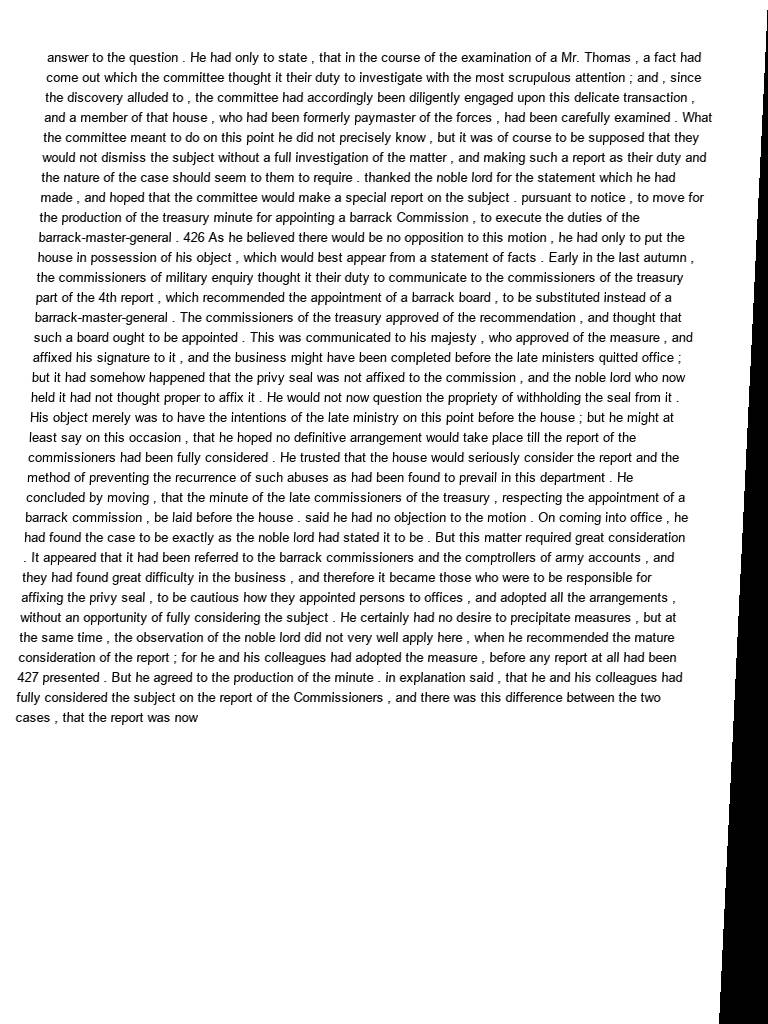 answer to the question . He had only to state , that in the course of the examination of a Mr. Thomas , a fact had
come out which the committee thought it their duty to investigate with the most scrupulous attention ; and , since
the discovery alluded to , the committee had accordingly been diligently engaged upon this delicate transaction ,
and a member of that house , who had been formerly paymaster of the forces , had been carefully examined . What
the committee meant to do on this point he did not precisely know , but it was of course to be supposed that they
would not dismiss the subject without a full investigation of the matter , and making such a report as their duty and
the nature of the case should seem to them to require . thanked the noble lord for the statement which he had
made , and hoped that the committee would make a special report on the subject . pursuant to notice , to move for
the production of the treasury minute for appointing a barrack Commission , to execute the duties of the
barrack-master-general . 426 As he believed there would be no opposition to this motion , he had only to put the
house in possession of his object , which would best appear from a statement of facts . Early in the last autumn ,
the commissioners of military enquiry thought it their duty to communicate to the commissioners of the treasury
part of the 4th report , which recommended the appointment of a barrack board , to be substituted instead of a
barrack-master-general . The commissioners of the treasury approved of the recommendation , and thought that
such a board ought to be appointed . This was communicated to his majesty , who approved of the measure , and
affixed his signature to it , and the business might have been completed before the late ministers quitted office ;
but it had somehow happened that the privy seal was not affixed to the commission , and the noble lord who now
held it had not thought proper to affix it . He would not now question the propriety of withholding the seal from it .
His object merely was to have the intentions of the late ministry on this point before the house ; but he might at
least say on this occasion , that he hoped no definitive arrangement would take place till the report of the
commissioners had been fully considered . He trusted that the house would seriously consider the report and the
method of preventing the recurrence of such abuses as had been found to prevail in this department . He
concluded by moving , that the minute of the late commissioners of the treasury , respecting the appointment of a
barrack commission , be laid before the house . said he had no objection to the motion . On coming into office , he
had found the case to be exactly as the noble lord had stated it to be . But this matter required great consideration
. It appeared that it had been referred to the barrack commissioners and the comptrollers of army accounts , and
they had found great difficulty in the business , and therefore it became those who were to be responsible for
affixing the privy seal , to be cautious how they appointed persons to offices , and adopted all the arrangements ,
without an opportunity of fully considering the subject . He certainly had no desire to precipitate measures , but at
the same time , the observation of the noble lord did not very well apply here , when he recommended the mature
consideration of the report ; for he and his colleagues had adopted the measure , before any report at all had been
427 presented . But he agreed to the production of the minute . in explanation said , that he and his colleagues had
fully considered the subject on the report of the Commissioners , and there was this difference between the two
cases , that the report was now